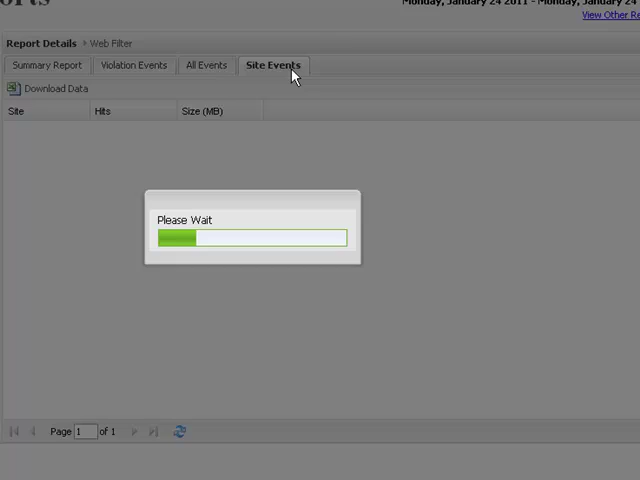 Monday, January 24 2011 - Monday, January 24
View Other Re
Report Details Web Filter
Summary Report Violation Events All Events Site Events
Download Data
Site Hits Size (MB)
Please Wait
Page 1 of 1